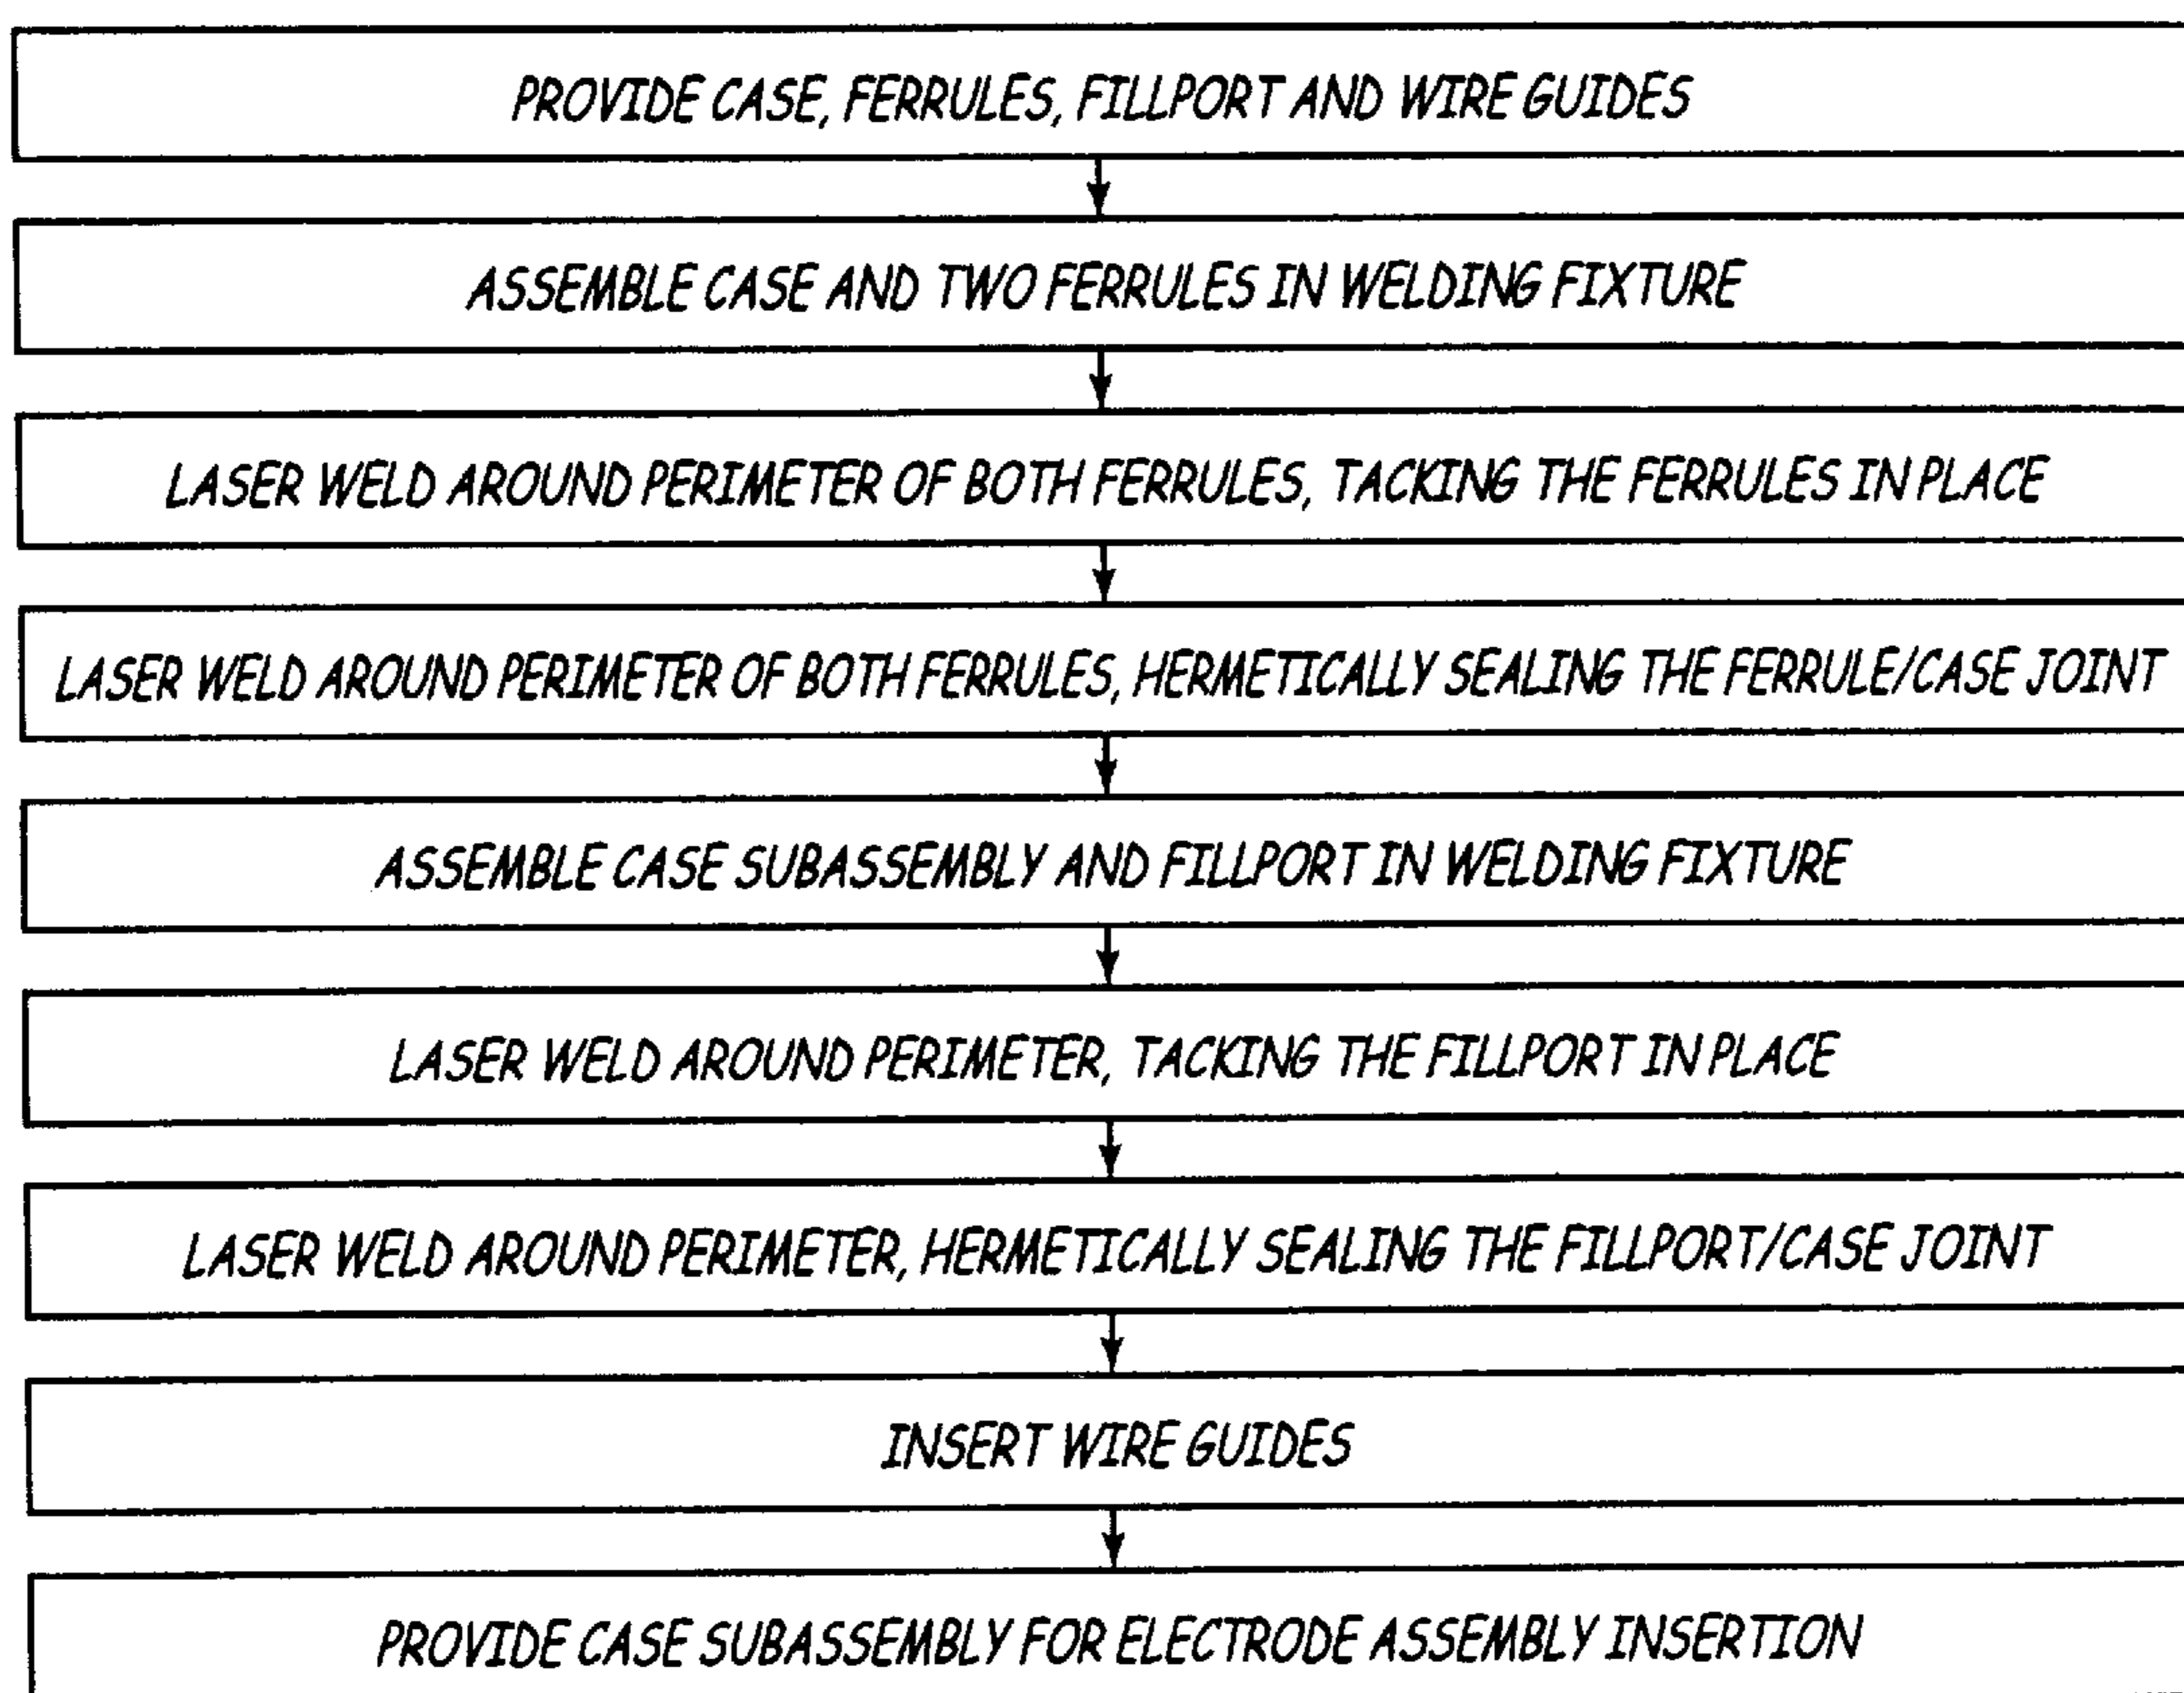 PROVIDE CASE, FERRULES, FILLPORT AND WIRE GUIDES
ASSEMBLE CASE AND TWO FERRULES IN WELDING FIXTURE
LASER WELD AROUND PERIMETER OF BOTH FERRULES, TACKING THE FERRULES IN PLACE
LASER WELD AROUND PERIMETER OF BOTH FERRULES, HERMETICALLY SEALING THE FERRULE/CASE JOINT
ASSEMBLE CASE SUBASSEMBLY AND FILLPORT IN WELDING FIXTURE
LASER WELD AROUND PERIMETER, TACKING THE FILLPORT IN PLACE
LASER WELD AROUND PERIMETER, HERMETICALLY SEALING THE FILLPORT/CASE JOINT
INSERT WIRE GUIDES
PROVIDE CASE SUBASSEMBLY FOR ELECTRODE ASSEMBLY INSERTION